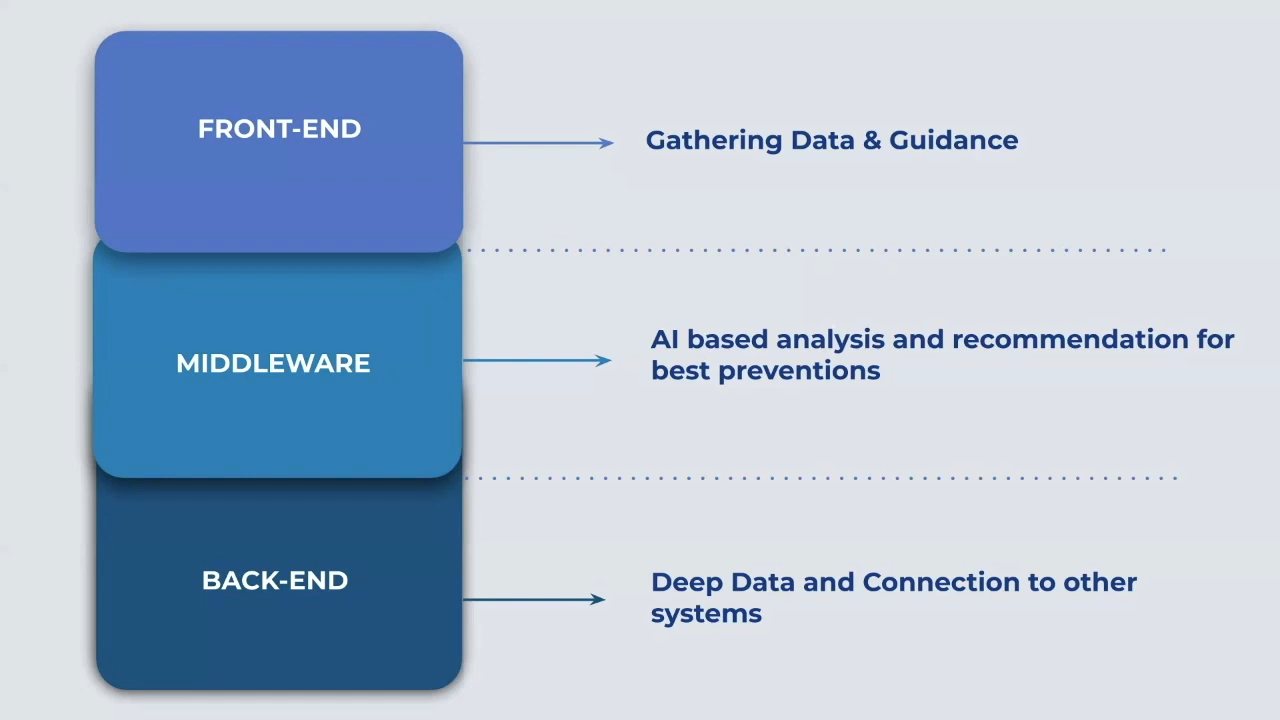 FRONT-END
Gathering Data & Guidance
MIDDLEWARE
AI based analysis and recommendation for
best preventions
BACK-END
Deep Data and Connection to other
systems